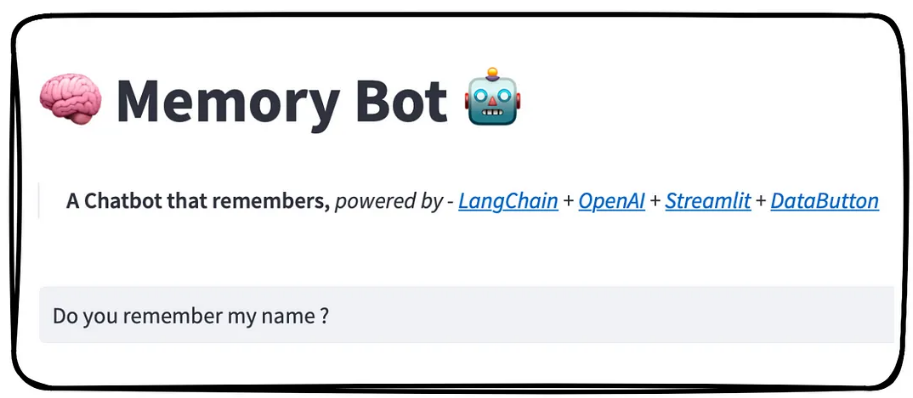 🧠 Memory Bot 🤖
A Chatbot that remembers, powered by - LangChain + OpenAI + Streamlit + DataButton
Do you remember my name ?